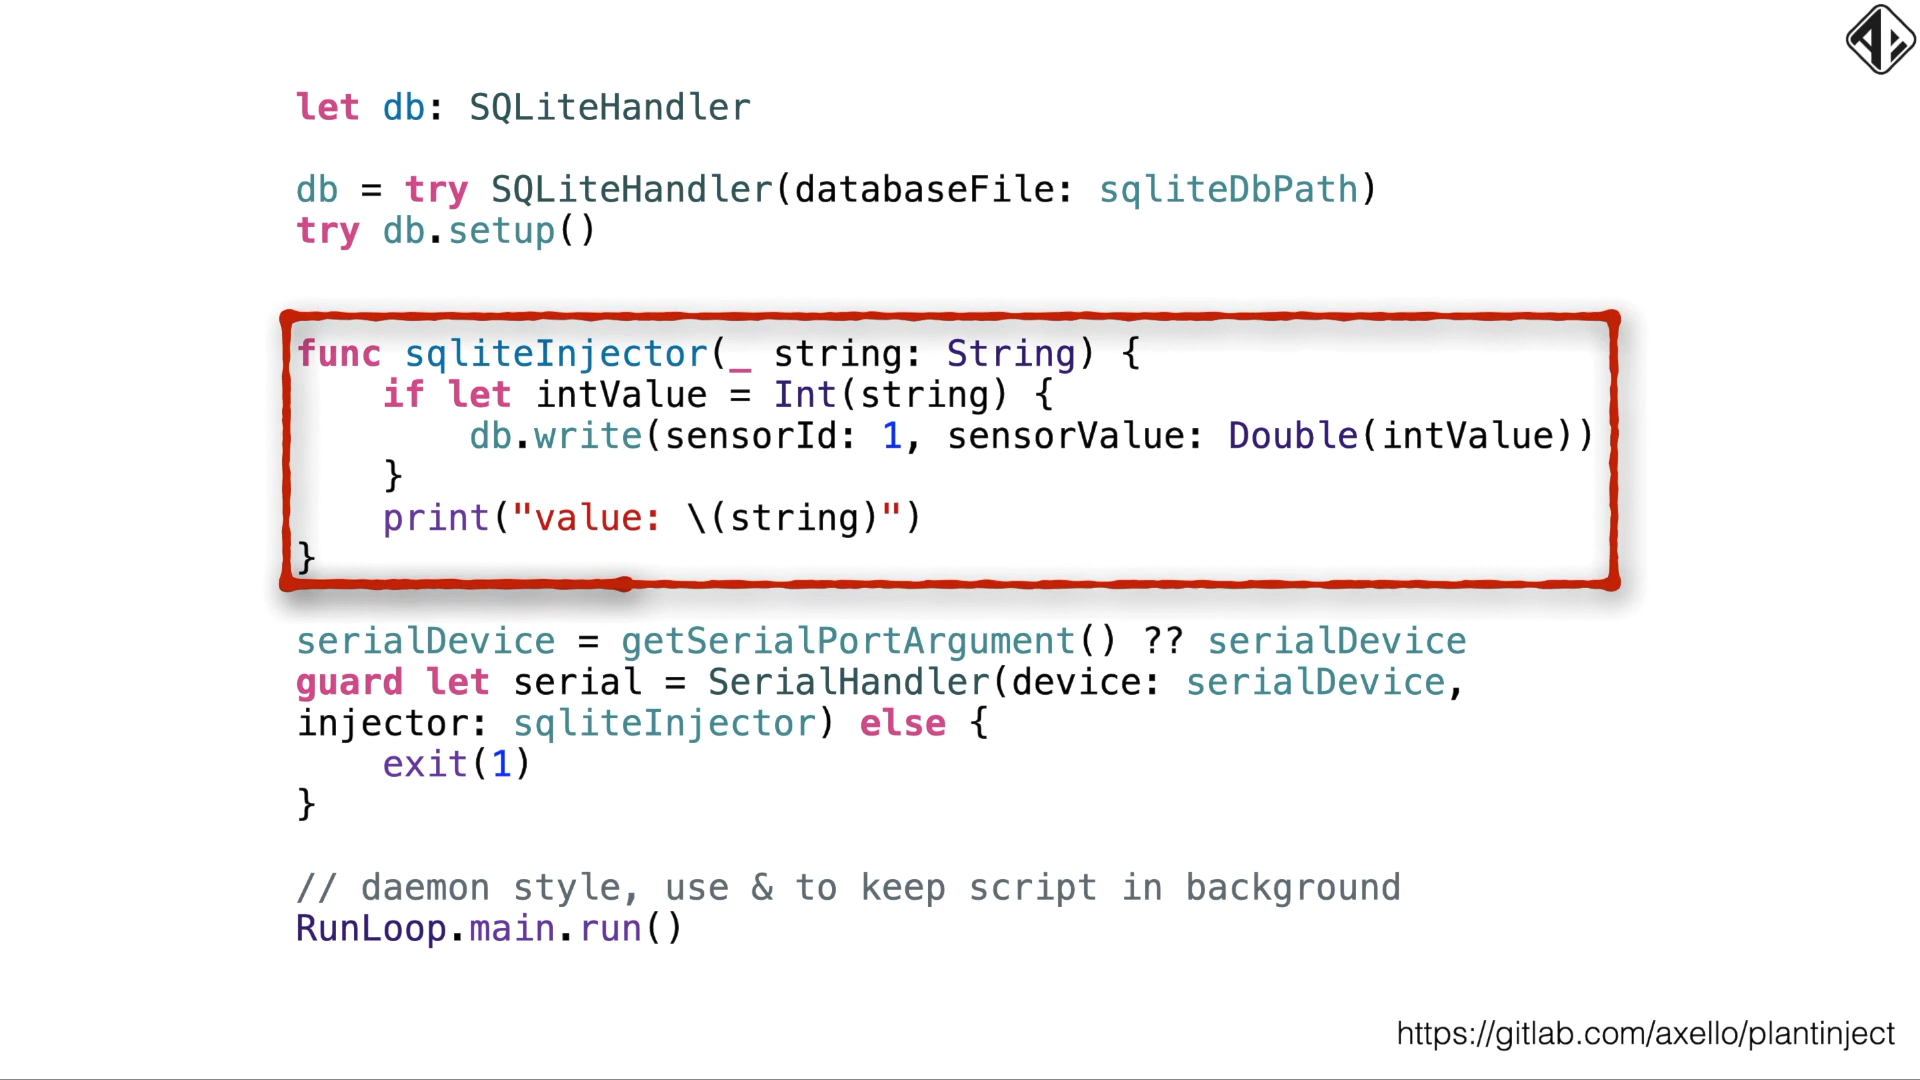 let db: SQLiteHandler
db = try SQLiteHandler(databaseFile: sqliteDbPath)
try db.setup()
func sqliteInjector(_ string: String) {
    if let intValue = Int(string) {
        db.write(sensorId: 1, sensorValue: Double(intValue))
    }
    print("value: \(string)")
}
serialDevice = getSerialPortArgument() ?? serialDevice
guard let serial = SerialHandler(device: serialDevice,
injector: sqliteInjector) else {
    exit(1)
}
// daemon style, use & to keep script in background
RunLoop.main.run()
https://gitlab.com/axello/plantinject